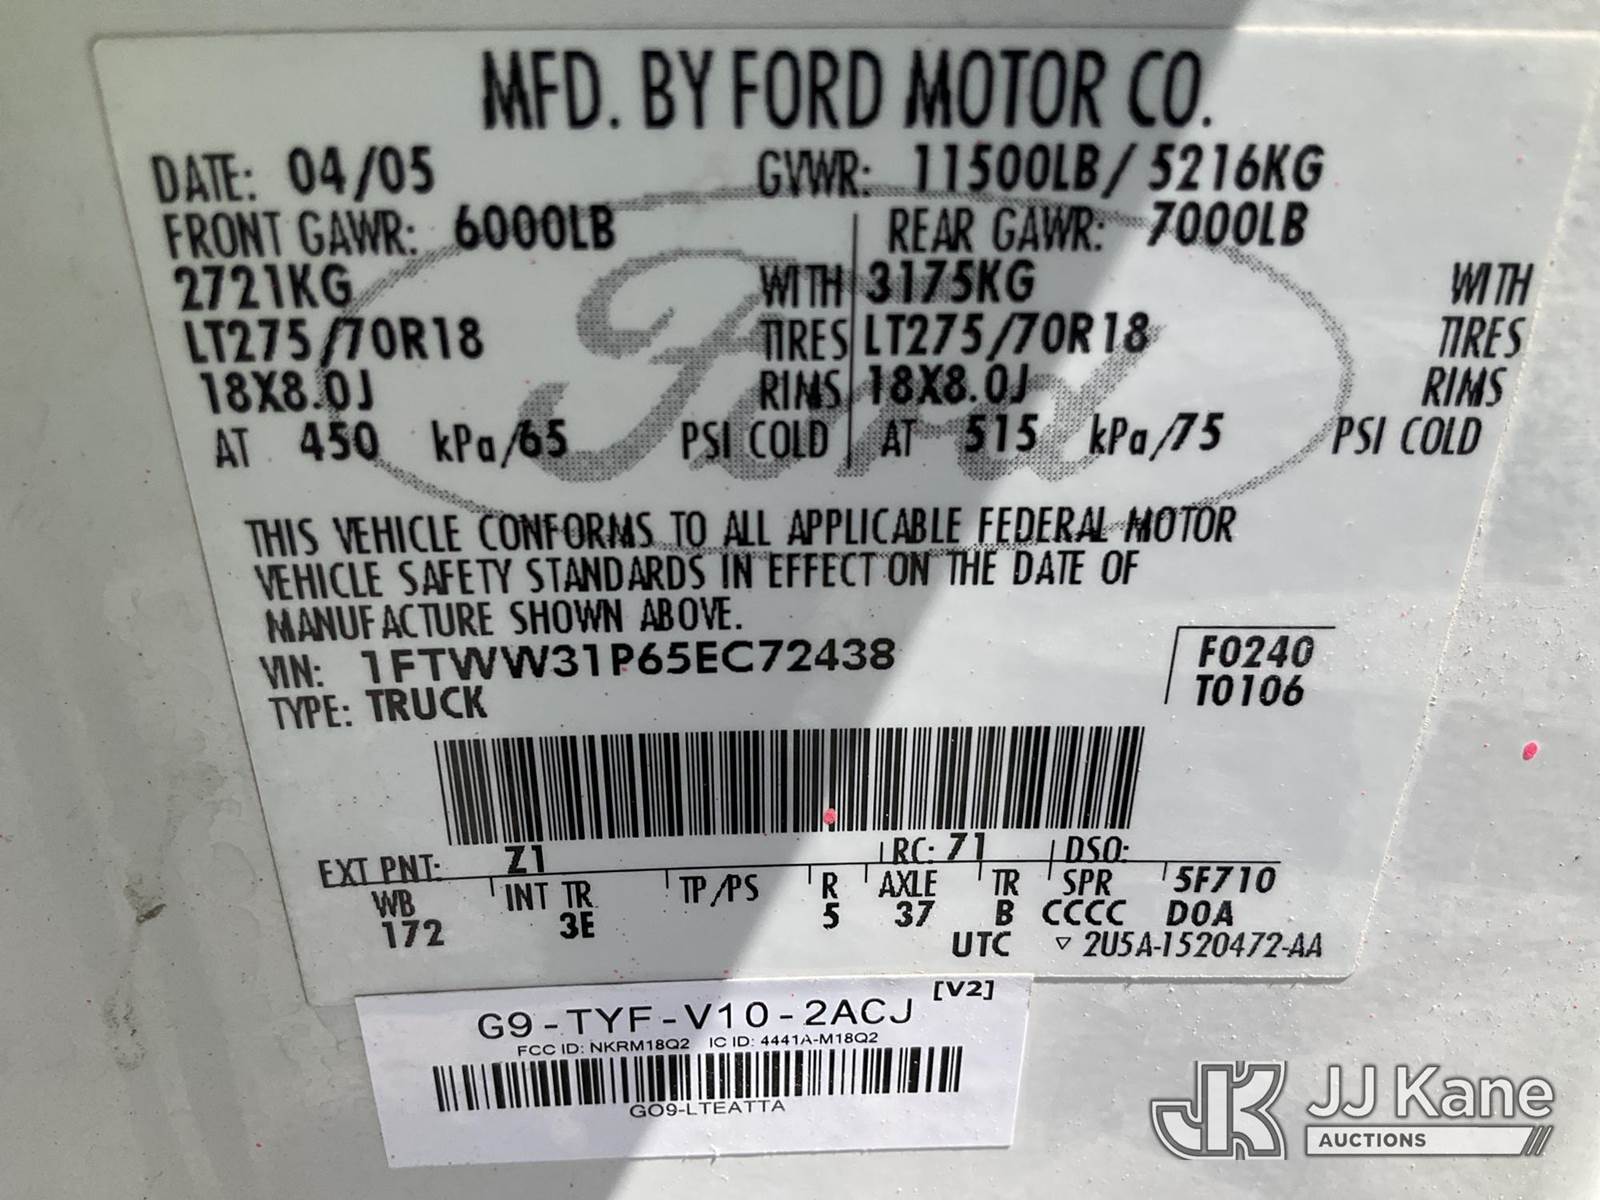 MFD. BY FORD MOTOR CO.
DATE: 04/05 GVWR: 11500LB/ 5216KG
FRONT GAWR: 6000LB REAR GAWR: 7000LB
2721KG WITH 3175KG WITH
LT275/70R18 TIRES LT275/70R18 TIRES
18X8.0J RIMS 18X8.0J RIMS
AT 450 kPa/65 PSI COLD AT 515 kPa/75 PSI COLD
Ford
THIS VEHICLE CONFORMS TO ALL APPLICABLE FEDERAL MOTOR
VEHICLE SAFETY STANDARDS IN EFFECT ON THE DATE OF
MANUFACTURE SHOWN ABOVE.
VIN: 1FTWW31P65EC72438 F0240
TYPE: TRUCK T0106
EXT PNT: Z1 RC: 71 DSO:
WB INT TR TP/PS R AXLE TR SPR 5F710
172 3E 5 37 B CCCC D0A
UTC ▽ 2U5A-1520472-AA
[V2]
G9-TYF-V10-2ACJ
FCC ID: NKRM18Q2 IC ID: 4441A-M18Q2
GO9-LTEATTA
JK JJ Kane
AUCTIONS